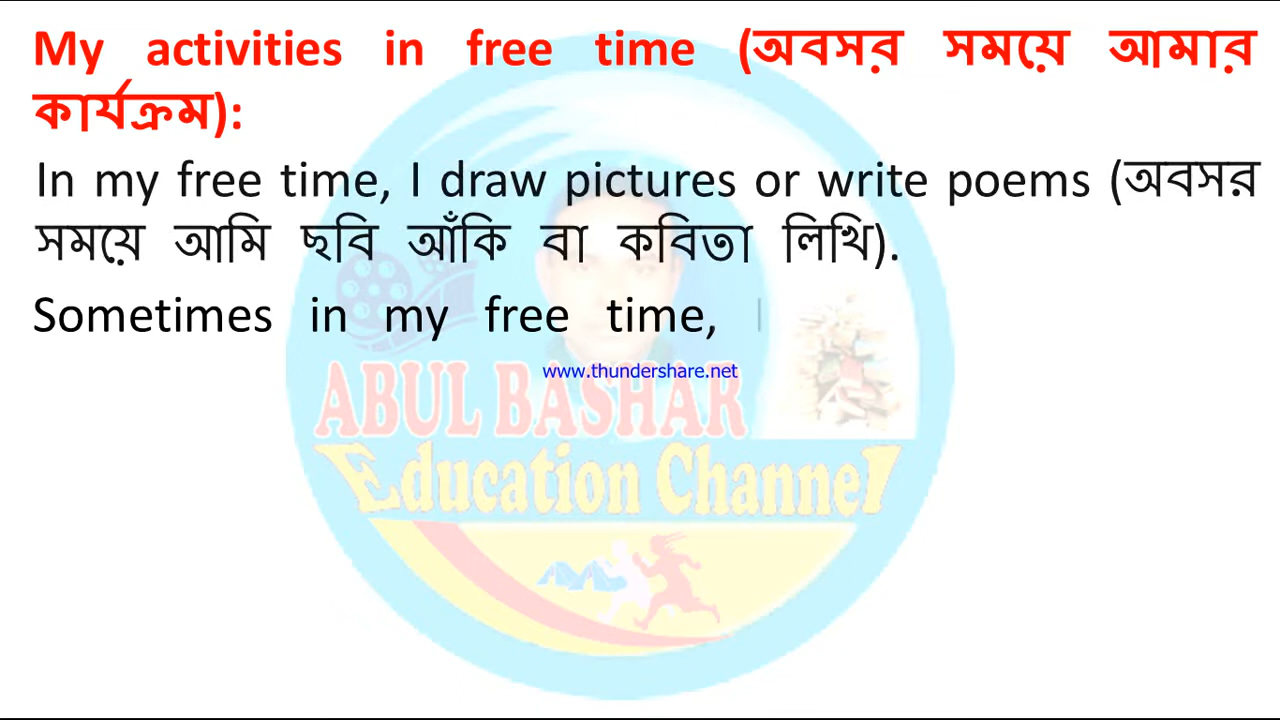 My activities in free time (অবসর সময়ে আমার
কার্যক্রম):
In my free time, I draw pictures or write poems (অবসর
সময়ে আমি ছবি আঁকি বা কবিতা লিখি).
Sometimes in my free time, I
www.thundershare.net
ABUL BASHAR
Education Channel